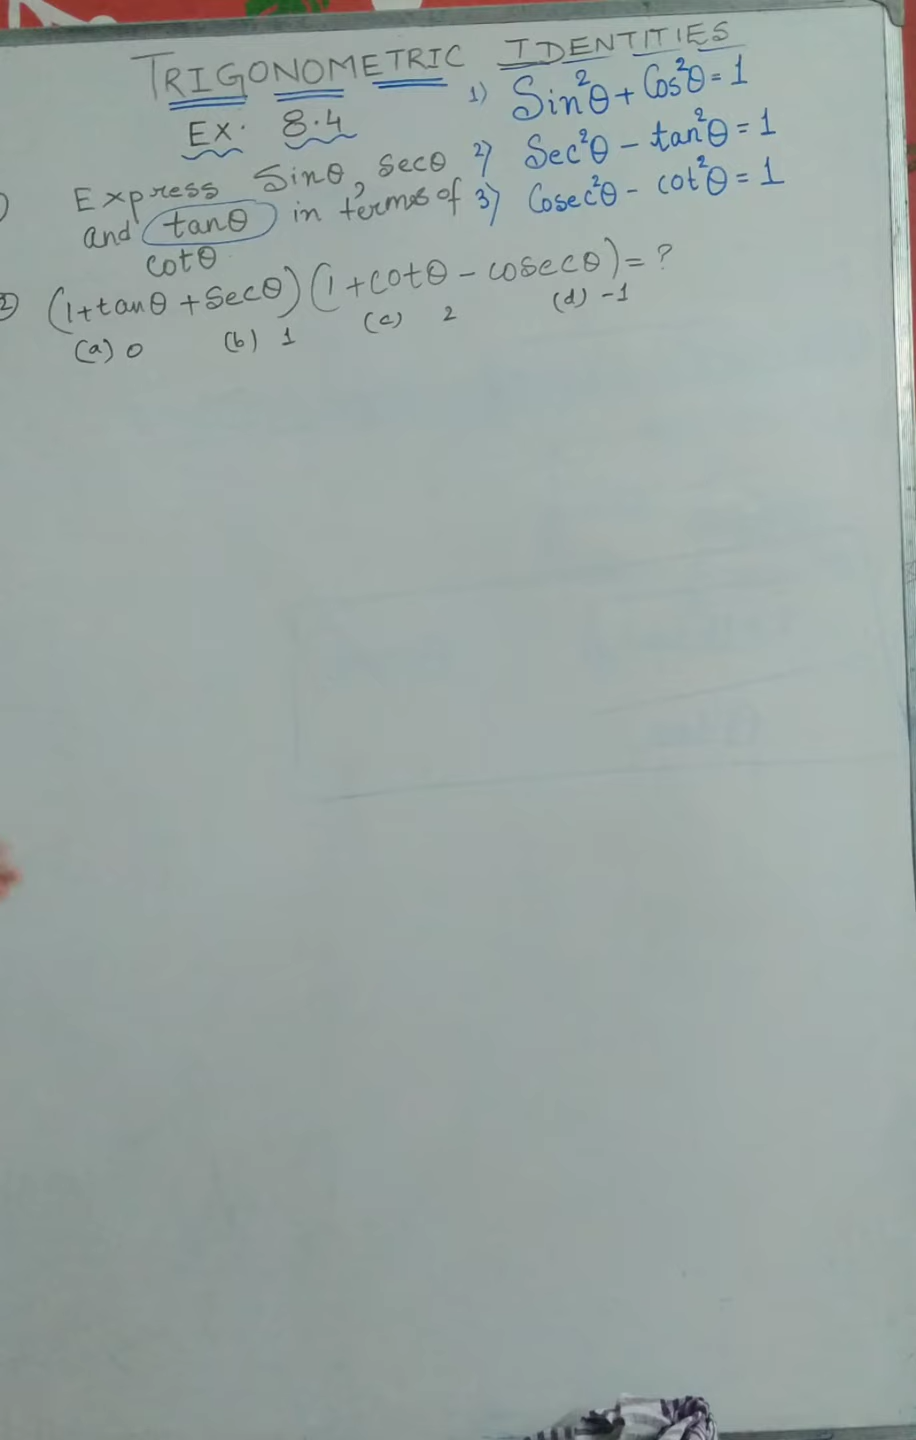 TRIGONOMETRIC IDENTITIES
Ex. 8.4
1) Sin²θ + Cos²θ = 1
2) Sec²θ - tan²θ = 1
3) Cosec²θ - cot²θ = 1
) Express Sinθ, secθ
and tanθ in terms of
cotθ.
2) (1+tanθ + secθ) (1+cotθ - cosecθ) = ?
(a) 0 (b) 1 (c) 2 (d) -1